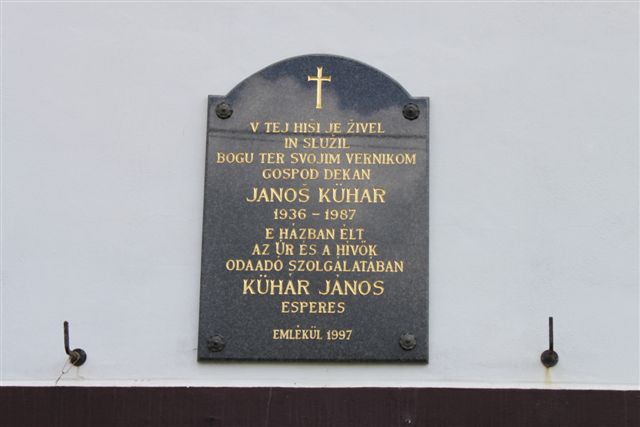 V TEJ HIŠI JE ŽIVEL
IN SLUŽIL
BOGU TER SVOJIM VERNIKOM
GOSPOD DEKAN
JANOŠ KÜHAR
1936 – 1987
E HÁZBAN ÉLT
AZ ÚR ÉS A HÍVŐK
ODAADÓ SZOLGÁLATÁBAN
KÜHÁR JÁNOS
ESPERES
EMLÉKÜL 1997